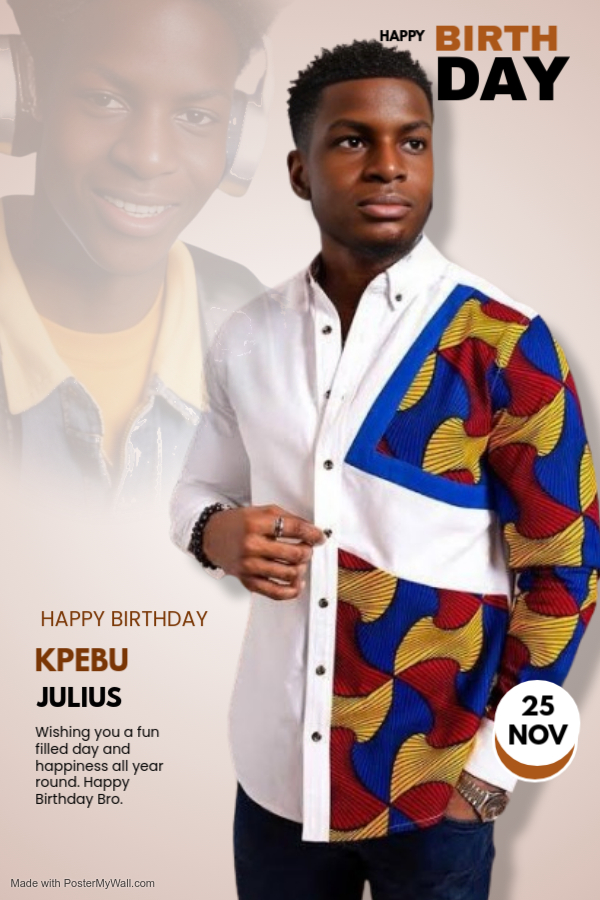 HAPPY BIRTH
DAY
HAPPY BIRTHDAY
KPEBU
JULIUS
Wishing you a fun
filled day and
happiness all year
round. Happy
Birthday Bro.
25
NOV
Made with PosterMyWall.com